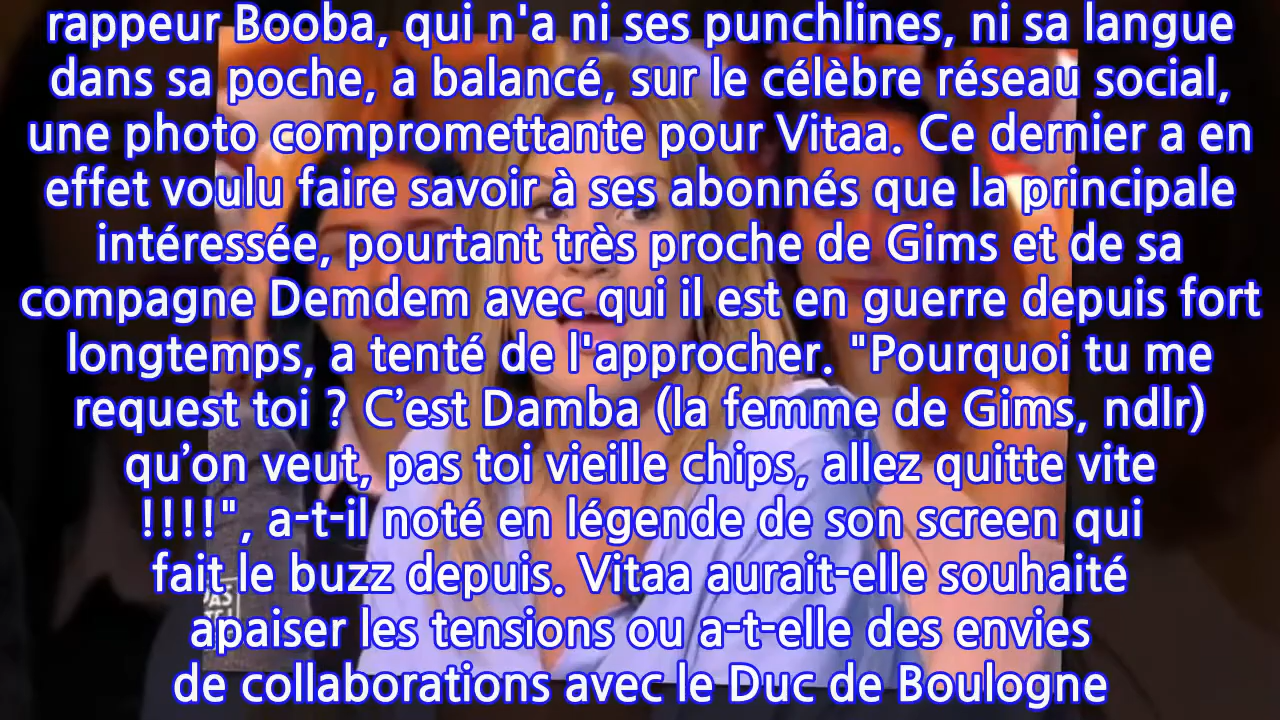 rappeur Booba, qui n'a ni ses punchlines, ni sa langue
dans sa poche, a balancé, sur le célèbre réseau social,
une photo compromettante pour Vitaa. Ce dernier a en
effet voulu faire savoir à ses abonnés que la principale
intéressée, pourtant très proche de Gims et de sa
compagne Demdem avec qui il est en guerre depuis fort
longtemps, a tenté de l'approcher. "Pourquoi tu me
request toi ? C’est Damba (la femme de Gims, ndlr)
qu’on veut, pas toi vieille chips, allez quitte vite
!!!!", a-t-il noté en légende de son screen qui
fait le buzz depuis. Vitaa aurait-elle souhaité
apaiser les tensions ou a-t-elle des envies
de collaborations avec le Duc de Boulogne